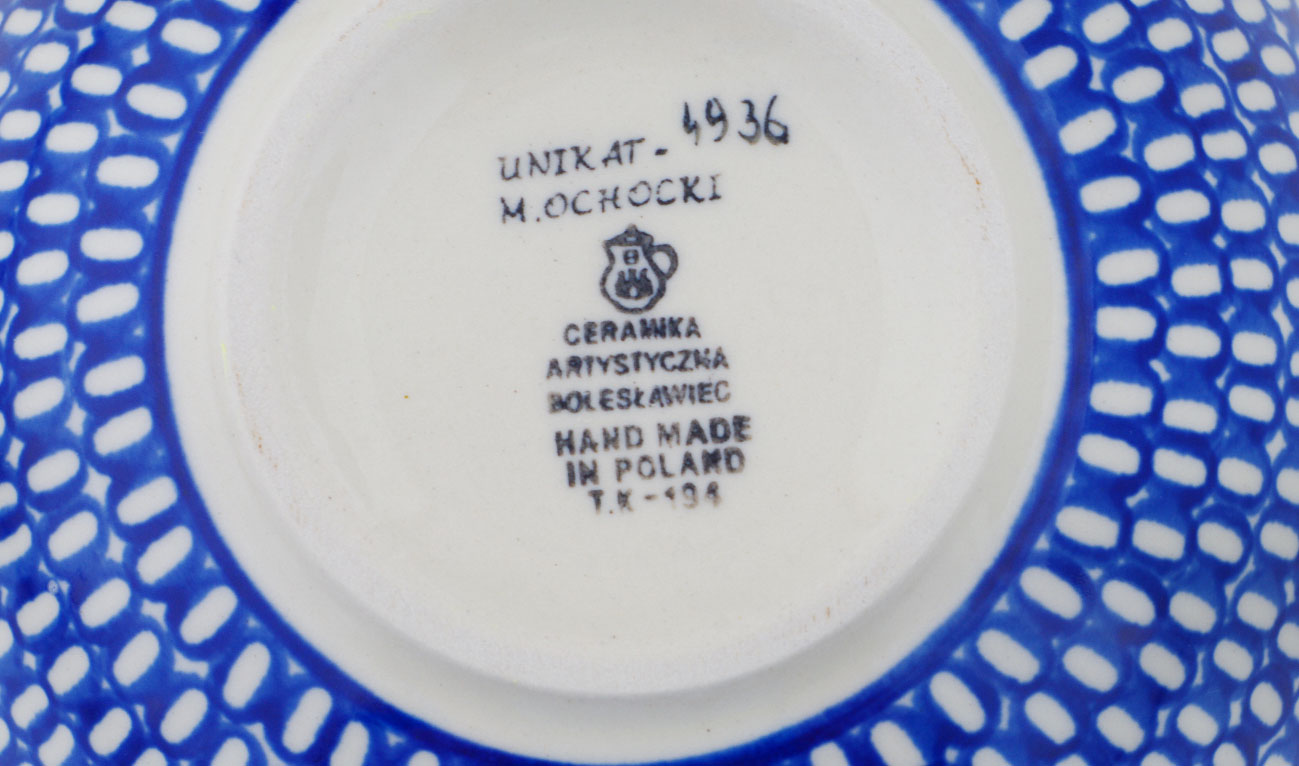 UNIKAT - 4936
M. OCHOCKI
CERAMIKA
ARTYSTYCZNA
BOLESŁAWIEC
HAND MADE
IN POLAND
T.K -